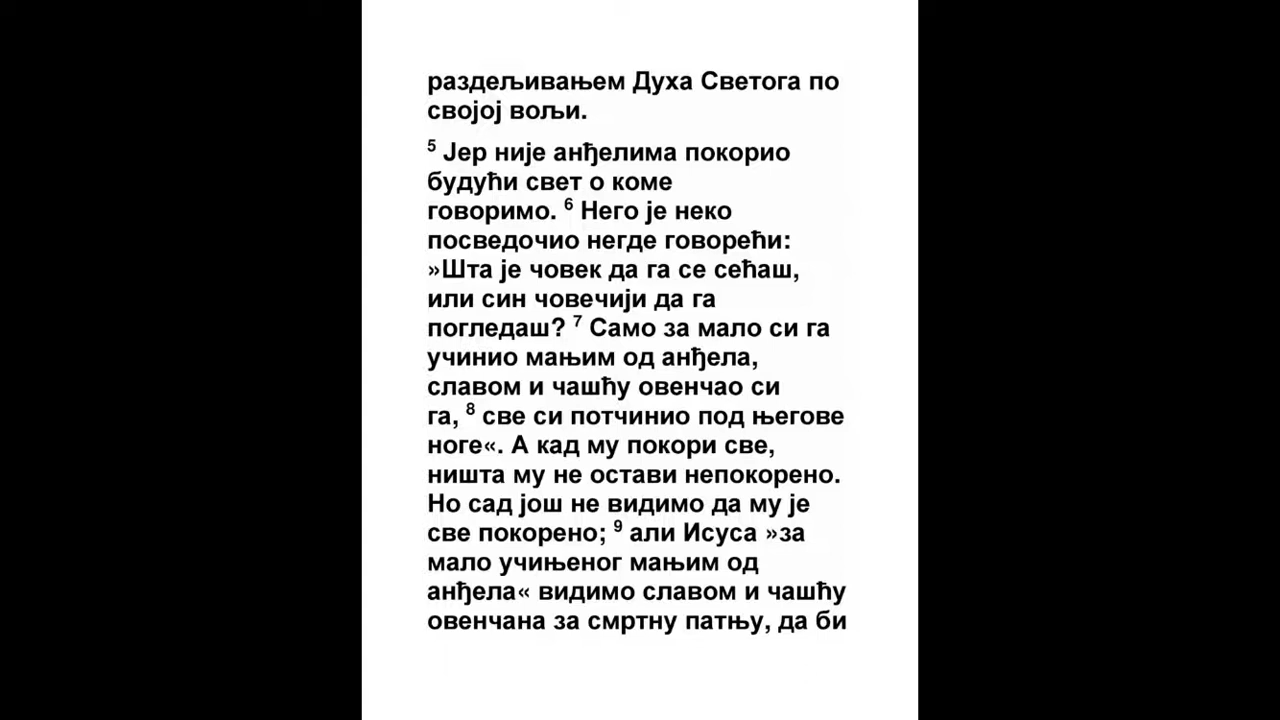 раздељивањем Духа Светога по
својој вољи.
5 Јер није анђелима покорио
будући свет о коме
говоримо. 6 Него је неко
посведочио негде говорећи:
»Шта је човек да га се сећаш,
или син човечији да га
погледаш? 7 Само за мало си га
учинио мањим од анђела,
славом и чашћу овенчао си
га, 8 све си потчинио под његове
ноге«. А кад му покори све,
ништа му не остави непокорено.
Но сад још не видимо да му је
све покорено; 9 али Исуса »за
мало учињеног мањим од
анђела« видимо славом и чашћу
овенчана за смртну патњу, да би